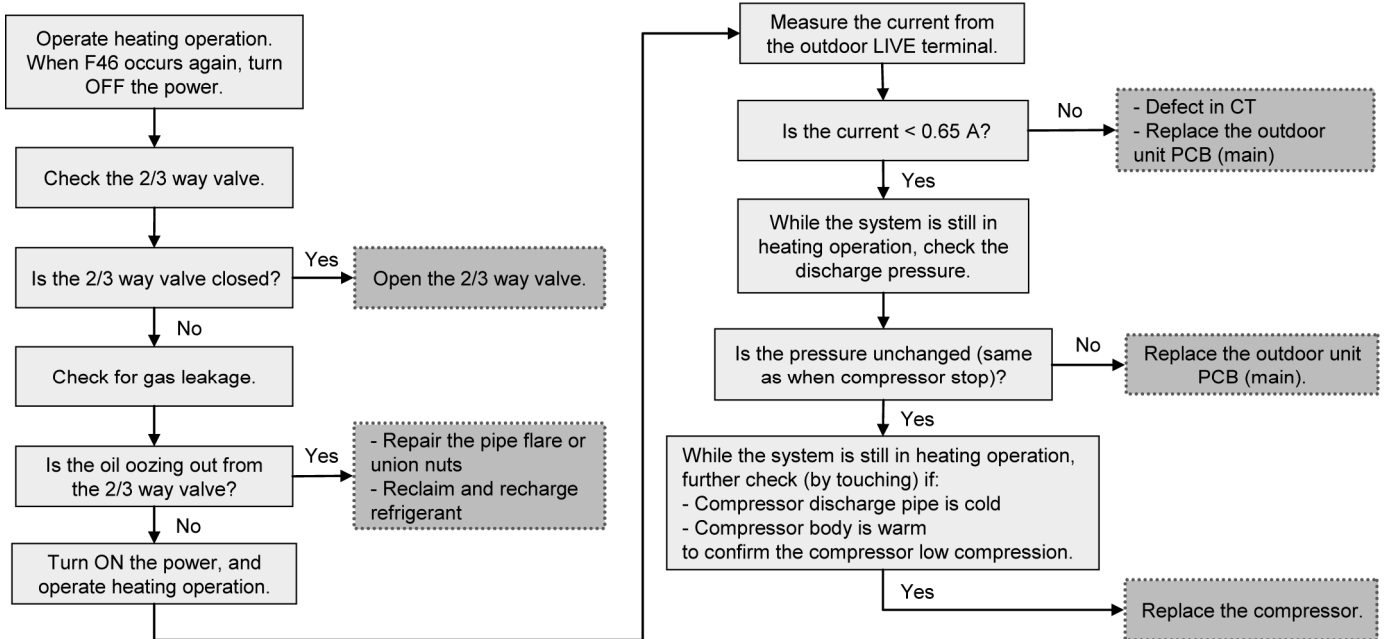 Operate heating operation.
When F46 occurs again, turn
OFF the power.
Check the 2/3 way valve.
Is the 2/3 way valve closed?
Yes
Open the 2/3 way valve.
No
Check for gas leakage.
Is the oil oozing out from
the 2/3 way valve?
Yes
- Repair the pipe flare or
union nuts
- Reclaim and recharge
refrigerant
No
Turn ON the power, and
operate heating operation.
Measure the current from
the outdoor LIVE terminal.
Is the current < 0.65 A?
No
- Defect in CT
- Replace the outdoor
unit PCB (main)
Yes
While the system is still in
heating operation, check the
discharge pressure.
Is the pressure unchanged (same
as when compressor stop)?
No
Replace the outdoor unit
PCB (main).
Yes
While the system is still in heating operation,
further check (by touching) if:
- Compressor discharge pipe is cold
- Compressor body is warm
to confirm the compressor low compression.
Yes
Replace the compressor.